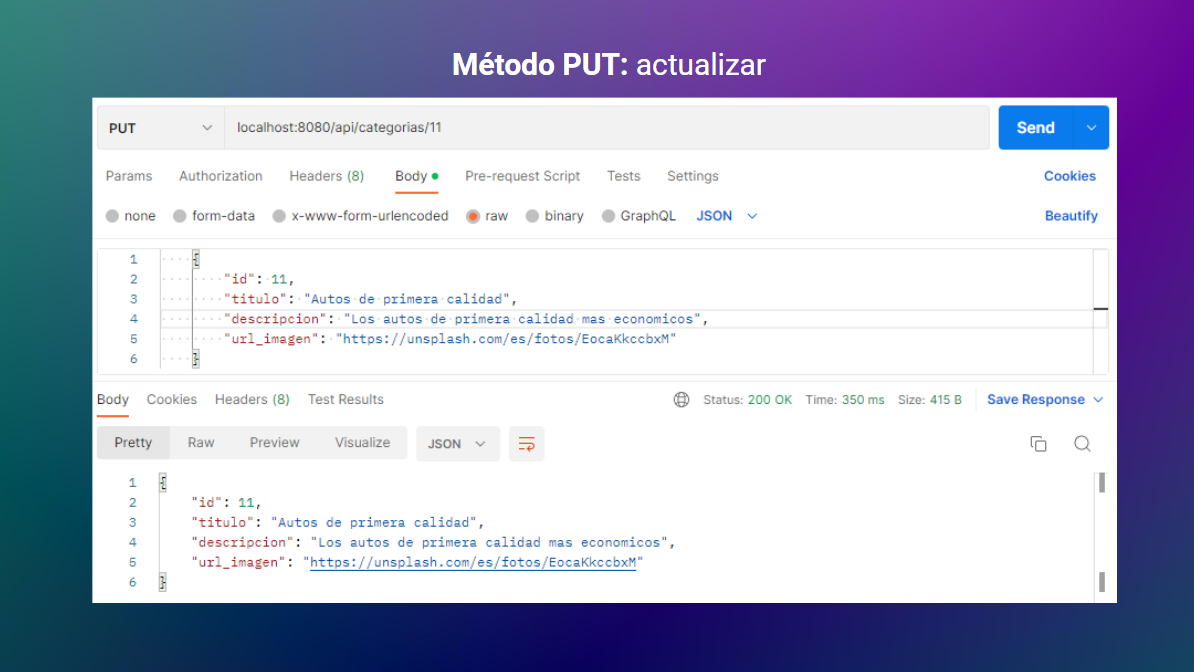 Método PUT: actualizar
PUT localhost:8080/api/categorias/11 Send
Params Authorization Headers (8) Body Pre-request Script Tests Settings Cookies
none form-data x-www-form-urlencoded raw binary GraphQL JSON Beautify
1 {
2 "id": 11,
3 "titulo": "Autos de primera calidad",
4 "descripcion": "Los autos de primera calidad mas economicos",
5 "url_imagen": "https://unsplash.com/es/fotos/EocaKkccbxM"
6 }
Body Cookies Headers (8) Test Results Status: 200 OK Time: 350 ms Size: 415 B Save Response
Pretty Raw Preview Visualize JSON
1 {
2 "id": 11,
3 "titulo": "Autos de primera calidad",
4 "descripcion": "Los autos de primera calidad mas economicos",
5 "url_imagen": "https://unsplash.com/es/fotos/EocaKkccbxM"
6 }